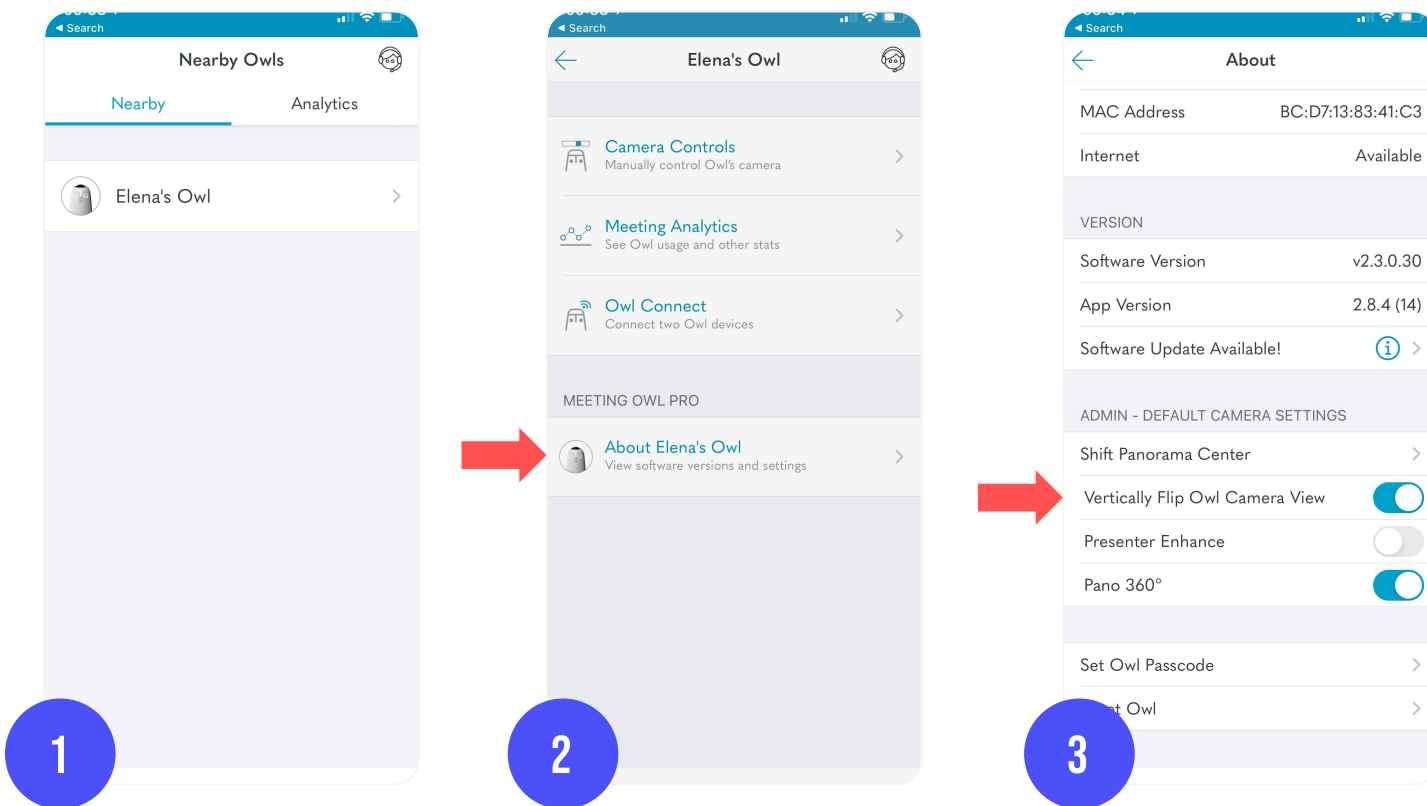 Search
Nearby Owls
Nearby Analytics
Elena's Owl
1
Search
Elena's Owl
Camera Controls
Manually control Owl's camera
Meeting Analytics
See Owl usage and other stats
Owl Connect
Connect two Owl devices
MEETING OWL PRO
About Elena's Owl
View software versions and settings
2
Search
About
MAC Address BC:D7:13:83:41:C3
Internet Available
VERSION
Software Version v2.3.0.30
App Version 2.8.4 (14)
Software Update Available!
ADMIN - DEFAULT CAMERA SETTINGS
Shift Panorama Center
Vertically Flip Owl Camera View
Presenter Enhance
Pano 360°
Set Owl Passcode
Owl
3